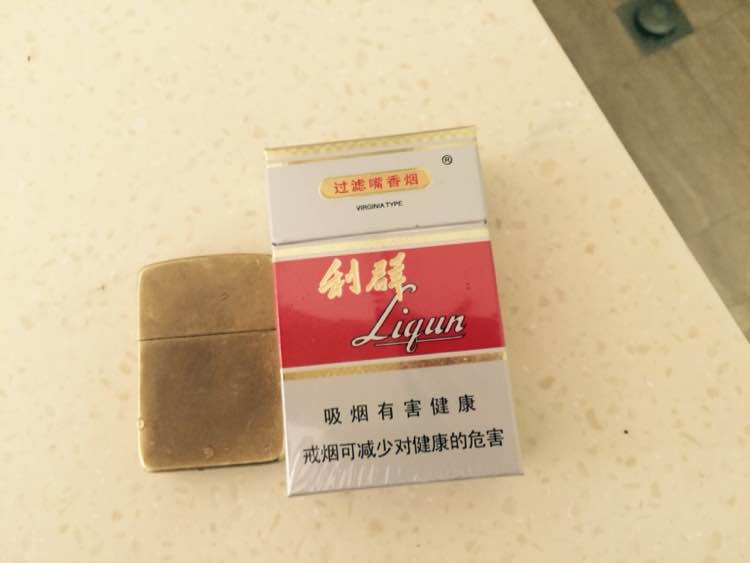 ®
过滤嘴香烟
VIRGINIA TYPE
利群
Liqun
吸烟有害健康
戒烟可减少对健康的危害